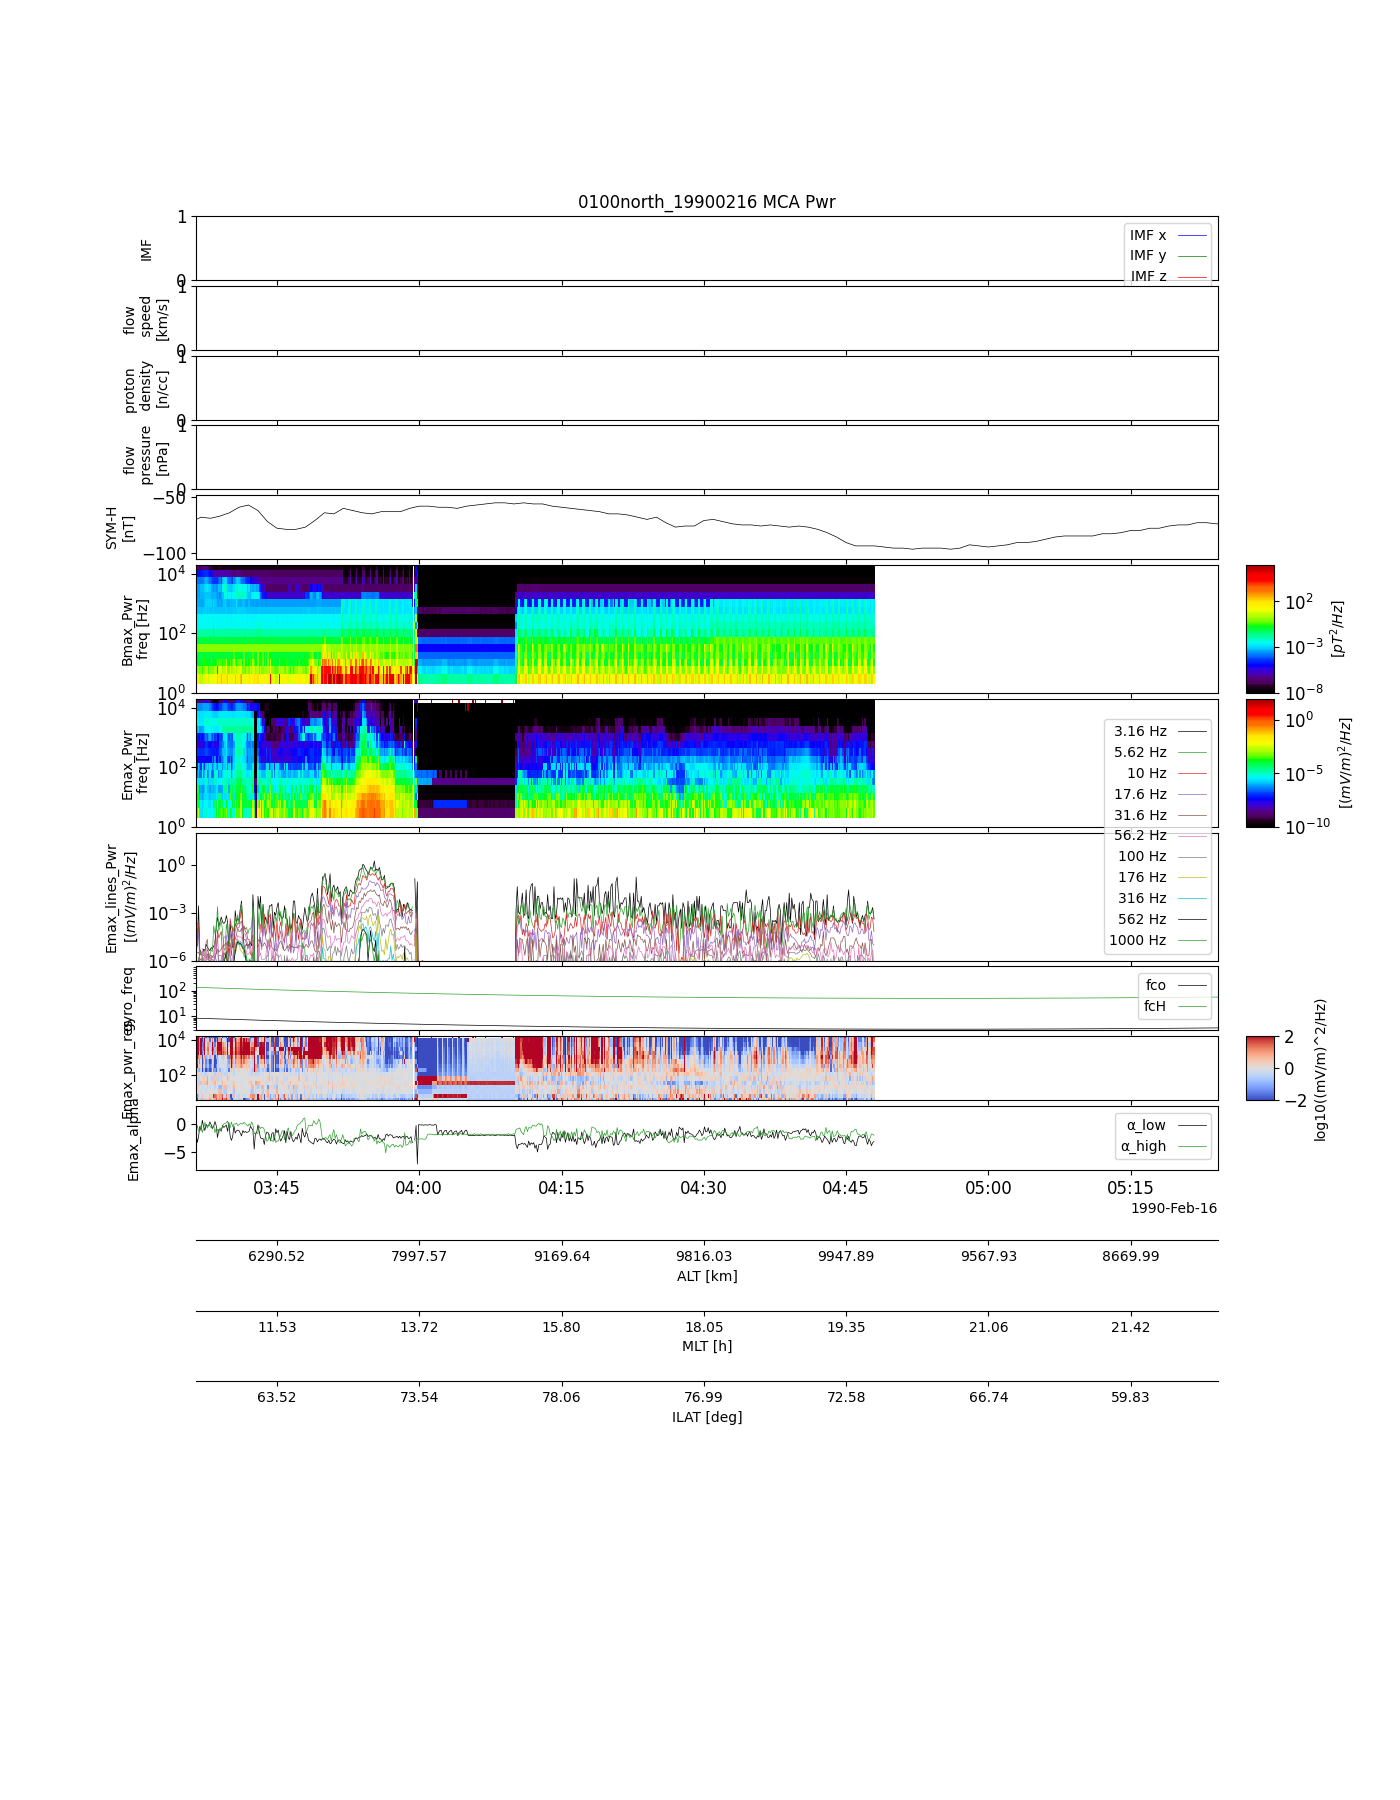 0100north_19900216 MCA Pwr
1
0
IMF
IMF x
IMF y
IMF z
1
0
flow
speed
[km/s]
1
0
proton
density
[n/cc]
1
0
flow
pressure
[nPa]
−50
−100
SYM-H
[nT]
10^4
10^2
10^0
Bmax_Pwr
freq [Hz]
10^2
10^−3
10^−8
[pT^2/Hz]
10^4
10^2
10^0
Emax_Pwr
freq [Hz]
10^0
10^−5
10^−10
[(mV/m)^2/Hz]
3.16 Hz
5.62 Hz
10 Hz
17.6 Hz
31.6 Hz
56.2 Hz
100 Hz
176 Hz
316 Hz
562 Hz
1000 Hz
10^0
10^−3
10^−6
Emax_lines_Pwr
[(mV/m)^2/Hz]
10^2
10^1
gyro_freq
fco
fcH
10^4
10^2
Emax_pwr_reg
2
0
−2
log10((mV/m)^2/Hz)
0
−5
Emax_alpha
α_low
α_high
03:45 04:00 04:15 04:30 04:45 05:00 05:15
1990-Feb-16
6290.52 7997.57 9169.64 9816.03 9947.89 9567.93 8669.99
ALT [km]
11.53 13.72 15.80 18.05 19.35 21.06 21.42
MLT [h]
63.52 73.54 78.06 76.99 72.58 66.74 59.83
ILAT [deg]